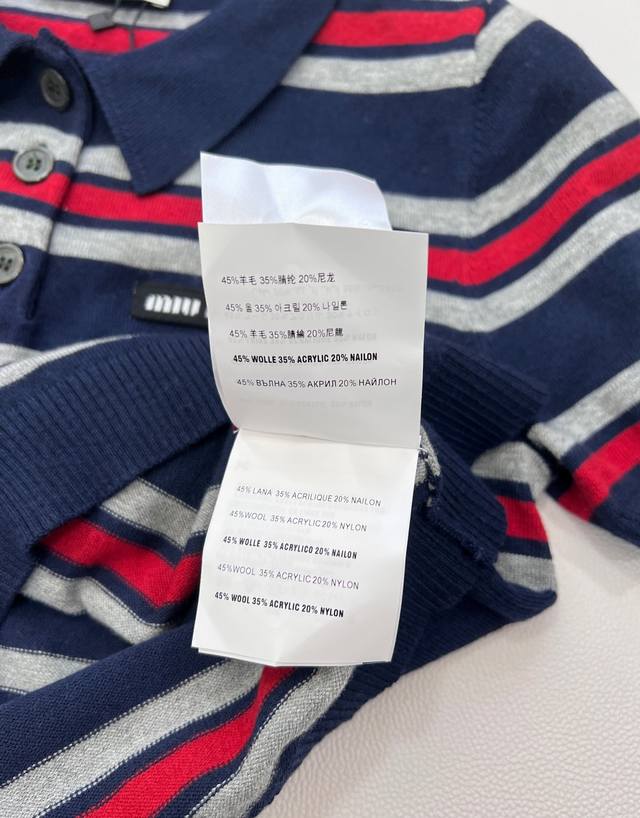 45%羊毛 35%腈纶 20%尼龙
45% 울 35% 아크릴 20% 나일론
45% 羊毛 35%腈綸 20%尼龍
45% WOLLE 35% ACRYLIC 20% NAILON
45% ВЪЛНА 35% АКРИЛ 20% НАЙЛОН
miu
45% LANA 35% ACRILIQUE 20% NAILON
45%WOOL 35% ACRYLIC 20% NYLON
45% WOLLE 35% ACRYLICO 20% NAILON
45%WOOL 35% ACRYLIC 20% NYLON
45% WOOL 35% ACRYLIC 20% NYLON